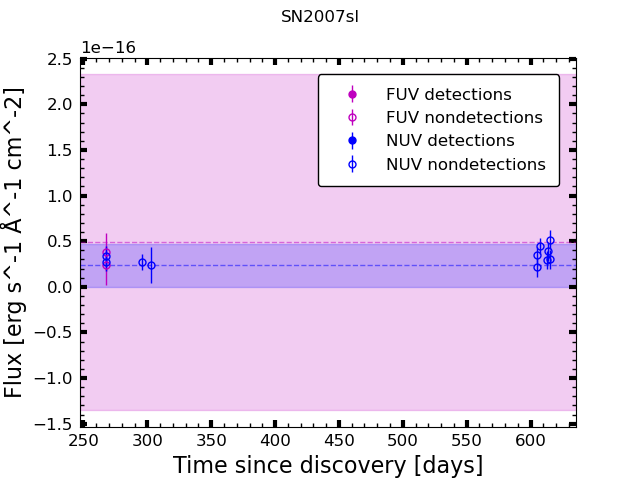 SN2007sl
1e−16
2.5
2.0
1.5
1.0
0.5
0.0
−0.5
−1.0
−1.5
Flux [erg s^-1 Å^-1 cm^-2]
FUV detections
FUV nondetections
NUV detections
NUV nondetections
250 300 350 400 450 500 550 600
Time since discovery [days]